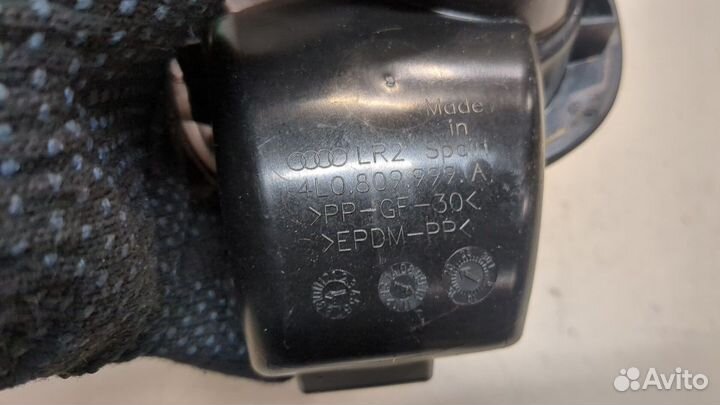 Made
in
LR2 Spain
4L0.809.999.A
>PP-GF-30<
>EPDM-PP<
Avito